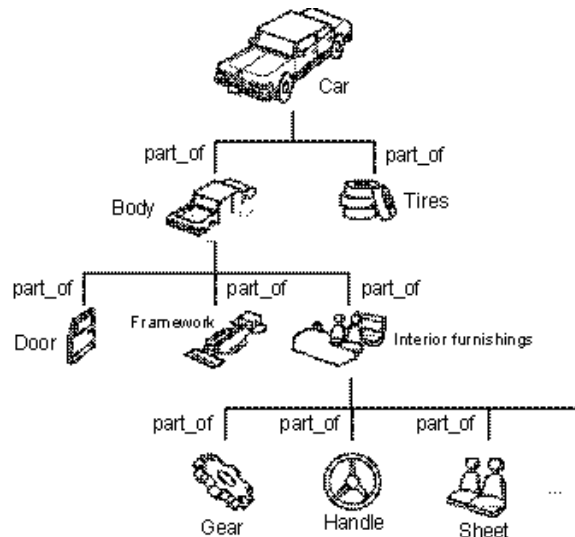 Car
part_of
part_of
Body
Tires
part_of
part_of
part_of
Door
Framework
Interior furnishings
part_of
part_of
part_of
Gear
Handle
Sheet
...